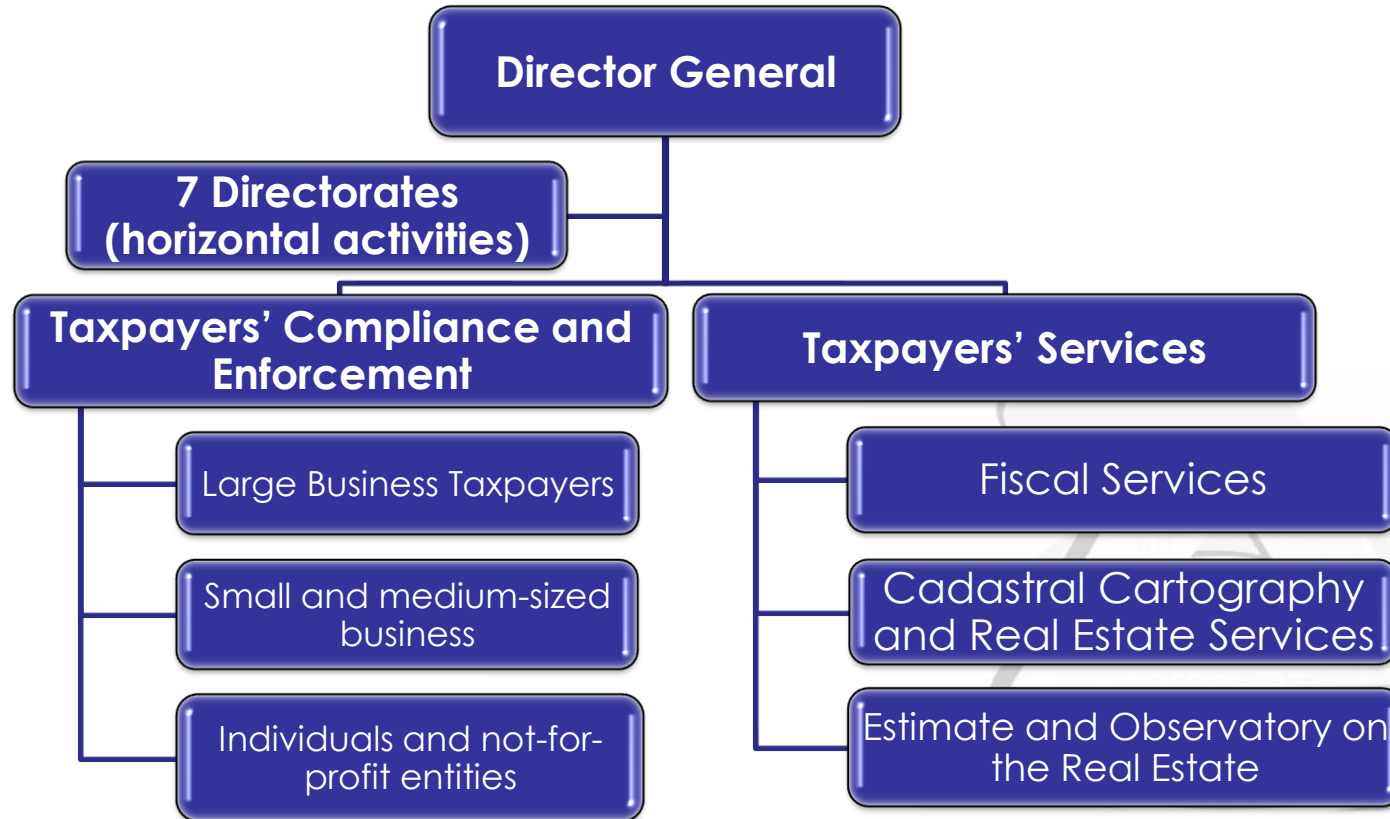 Director General
7 Directorates
(horizontal activities)
Taxpayers’ Compliance and
Enforcement
Large Business Taxpayers
Small and medium-sized
business
Individuals and not-for-
profit entities
Taxpayers’ Services
Fiscal Services
Cadastral Cartography
and Real Estate Services
Estimate and Observatory on
the Real Estate